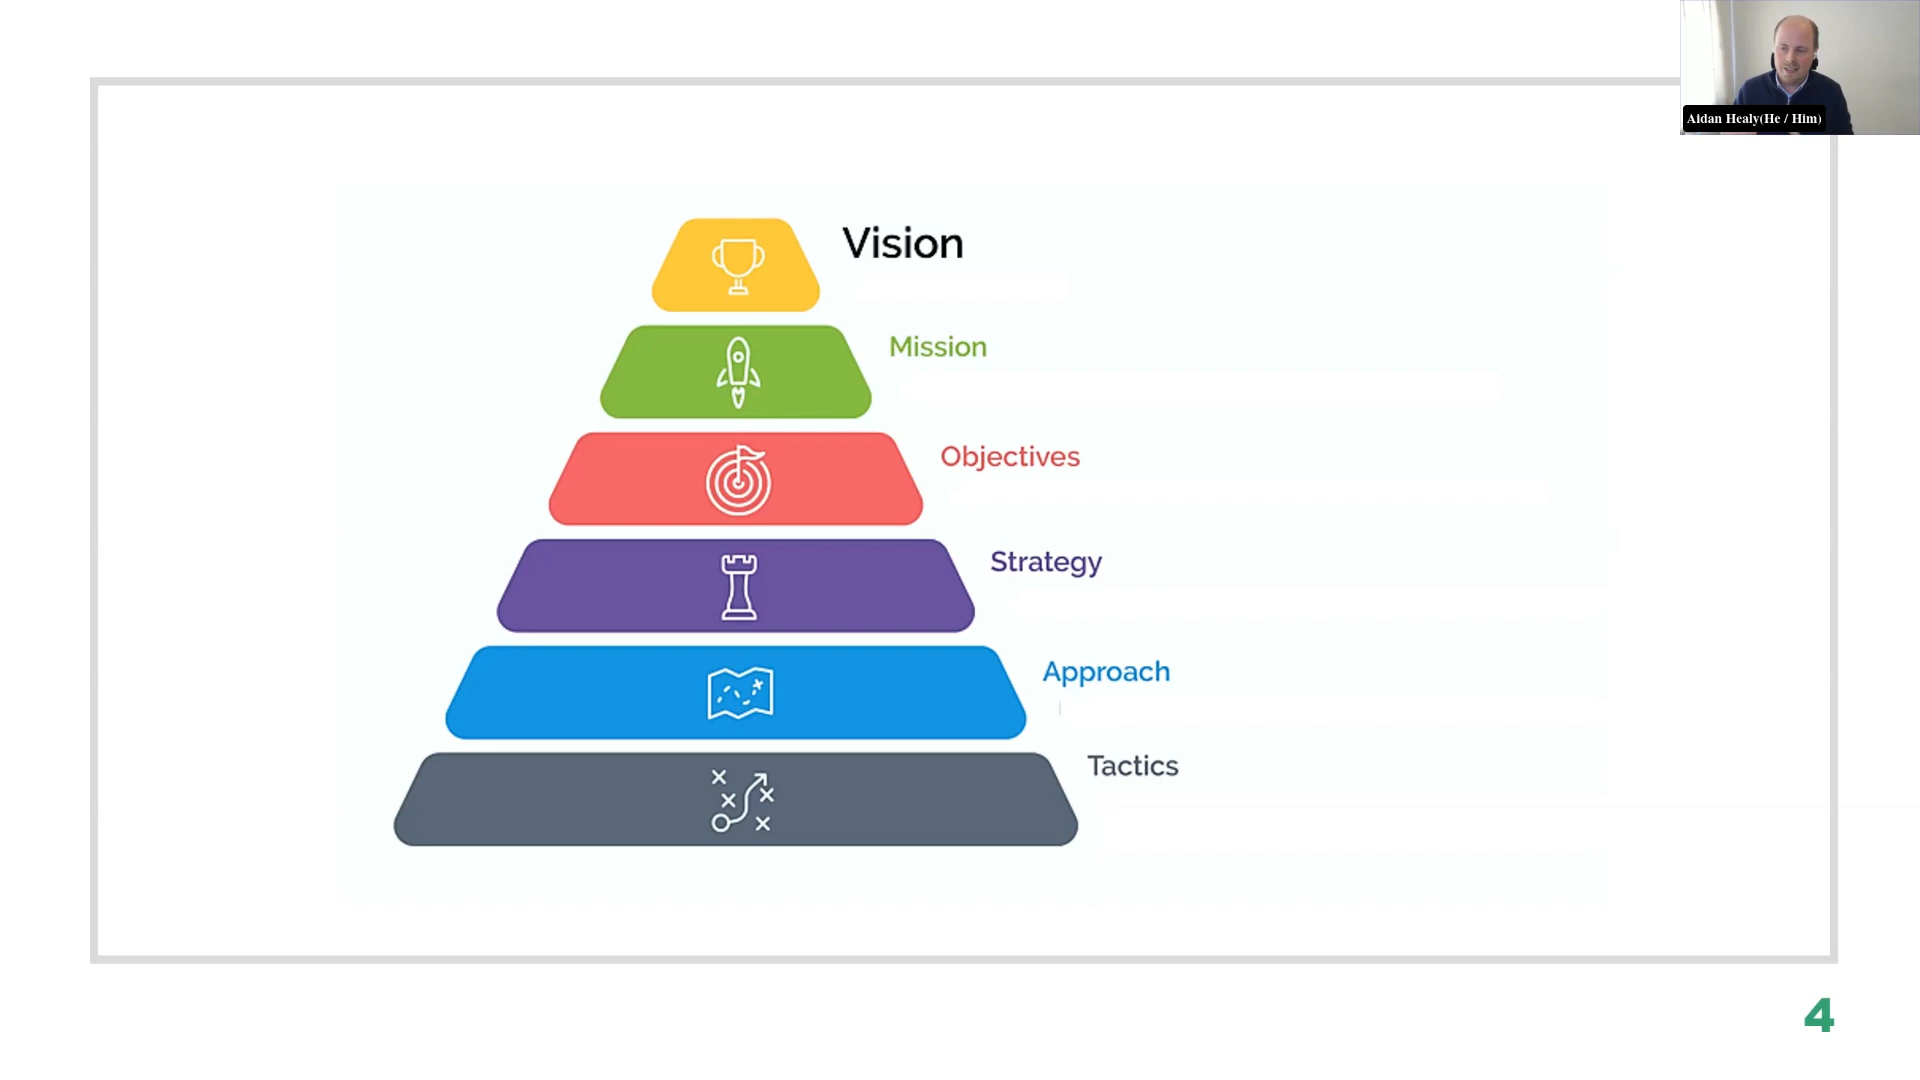 Aidan Healy(He / Him)
Vision
Mission
Objectives
Strategy
Approach
Tactics
4